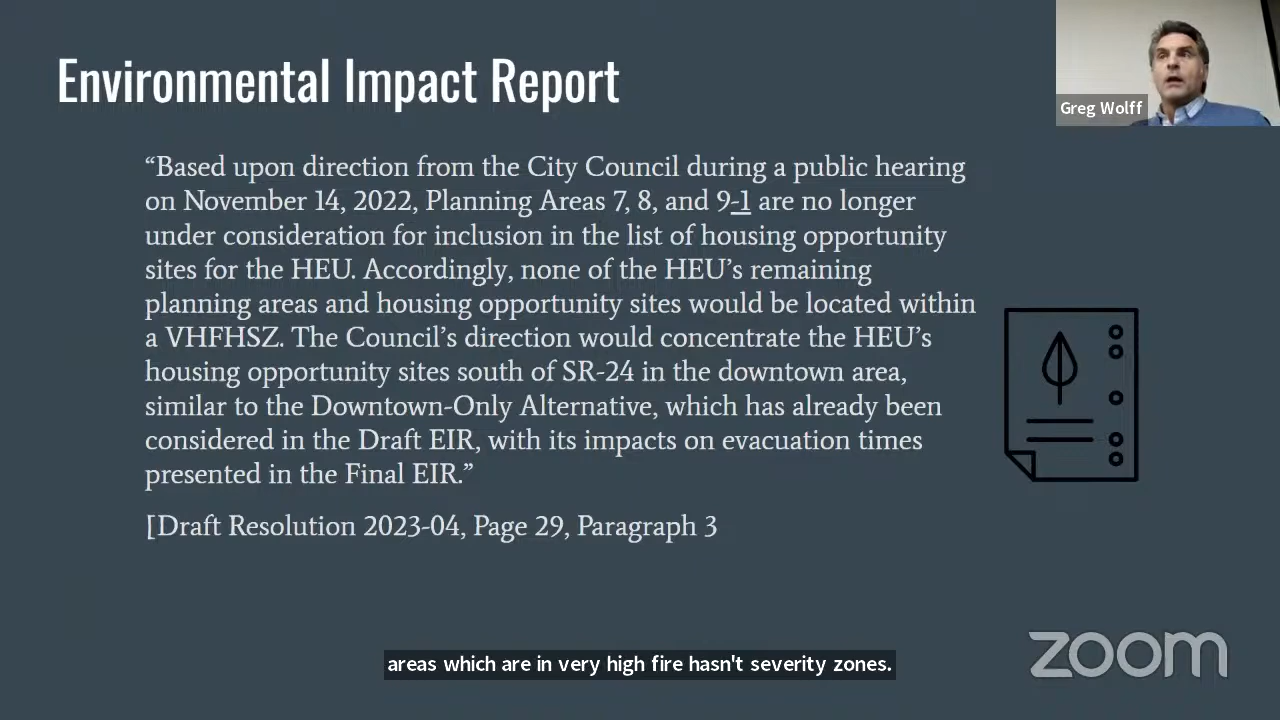 Environmental Impact Report
Greg Wolff
“Based upon direction from the City Council during a public hearing
on November 14, 2022, Planning Areas 7, 8, and 9-1 are no longer
under consideration for inclusion in the list of housing opportunity
sites for the HEU. Accordingly, none of the HEU’s remaining
planning areas and housing opportunity sites would be located within
a VHFHSZ. The Council’s direction would concentrate the HEU’s
housing opportunity sites south of SR-24 in the downtown area,
similar to the Downtown-Only Alternative, which has already been
considered in the Draft EIR, with its impacts on evacuation times
presented in the Final EIR.”
[Draft Resolution 2023-04, Page 29, Paragraph 3
areas which are in very high fire hasn't severity zones.
zoom